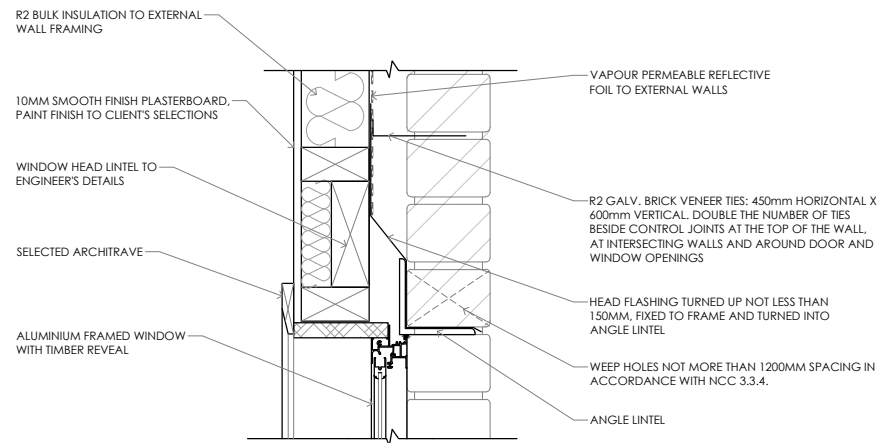 R2 BULK INSULATION TO EXTERNAL
WALL FRAMING
10MM SMOOTH FINISH PLASTERBOARD,
PAINT FINISH TO CLIENT'S SELECTIONS
WINDOW HEAD LINTEL TO
ENGINEER'S DETAILS
SELECTED ARCHITRAVE
ALUMINIUM FRAMED WINDOW
WITH TIMBER REVEAL
VAPOUR PERMEABLE REFLECTIVE
FOIL TO EXTERNAL WALLS
R2 GALV. BRICK VENEER TIES: 450mm HORIZONTAL X
600mm VERTICAL. DOUBLE THE NUMBER OF TIES
BESIDE CONTROL JOINTS AT THE TOP OF THE WALL,
AT INTERSECTING WALLS AND AROUND DOOR AND
WINDOW OPENINGS
HEAD FLASHING TURNED UP NOT LESS THAN
150MM, FIXED TO FRAME AND TURNED INTO
ANGLE LINTEL
WEEP HOLES NOT MORE THAN 1200MM SPACING IN
ACCORDANCE WITH NCC 3.3.4.
ANGLE LINTEL